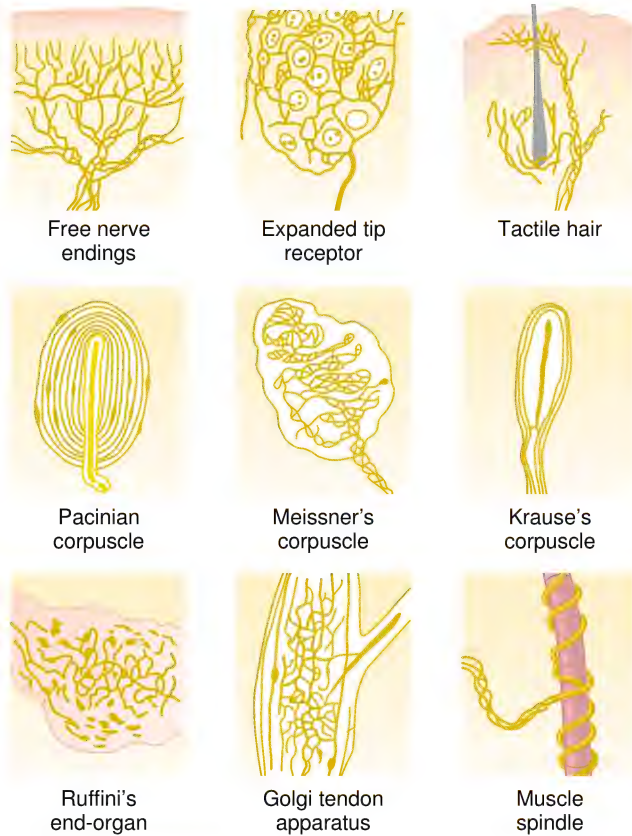 Free nerve
endings
Expanded tip
receptor
Tactile hair
Pacinian
corpuscle
Meissner's
corpuscle
Krause's
corpuscle
Ruffini's
end-organ
Golgi tendon
apparatus
Muscle
spindle